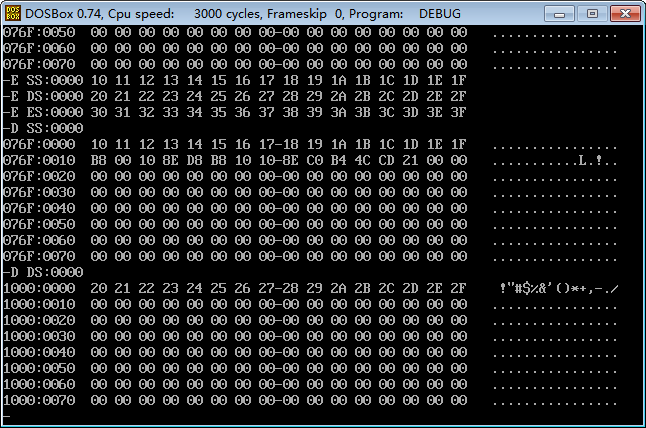 DOS BOX DOSBox 0.74, Cpu speed: 3000 cycles, Frameskip 0, Program: DEBUG
076F:0050 00 00 00 00 00 00 00 00-00 00 00 00 00 00 00 00 ................
076F:0060 00 00 00 00 00 00 00 00-00 00 00 00 00 00 00 00 ................
076F:0070 00 00 00 00 00 00 00 00-00 00 00 00 00 00 00 00 ................
-E SS:0000 10 11 12 13 14 15 16 17 18 19 1A 1B 1C 1D 1E 1F
-E DS:0000 20 21 22 23 24 25 26 27 28 29 2A 2B 2C 2D 2E 2F
-E ES:0000 30 31 32 33 34 35 36 37 38 39 3A 3B 3C 3D 3E 3F
-D SS:0000
076F:0000 10 11 12 13 14 15 16 17-18 19 1A 1B 1C 1D 1E 1F ................
076F:0010 B8 00 10 8E D8 B8 10 10-8E C0 B4 4C CD 21 00 00 ...........L.!..
076F:0020 00 00 00 00 00 00 00 00-00 00 00 00 00 00 00 00 ................
076F:0030 00 00 00 00 00 00 00 00-00 00 00 00 00 00 00 00 ................
076F:0040 00 00 00 00 00 00 00 00-00 00 00 00 00 00 00 00 ................
076F:0050 00 00 00 00 00 00 00 00-00 00 00 00 00 00 00 00 ................
076F:0060 00 00 00 00 00 00 00 00-00 00 00 00 00 00 00 00 ................
076F:0070 00 00 00 00 00 00 00 00-00 00 00 00 00 00 00 00 ................
-D DS:0000
1000:0000 20 21 22 23 24 25 26 27-28 29 2A 2B 2C 2D 2E 2F  !"#$%&'()*+,-./
1000:0010 00 00 00 00 00 00 00 00-00 00 00 00 00 00 00 00 ................
1000:0020 00 00 00 00 00 00 00 00-00 00 00 00 00 00 00 00 ................
1000:0030 00 00 00 00 00 00 00 00-00 00 00 00 00 00 00 00 ................
1000:0040 00 00 00 00 00 00 00 00-00 00 00 00 00 00 00 00 ................
1000:0050 00 00 00 00 00 00 00 00-00 00 00 00 00 00 00 00 ................
1000:0060 00 00 00 00 00 00 00 00-00 00 00 00 00 00 00 00 ................
1000:0070 00 00 00 00 00 00 00 00-00 00 00 00 00 00 00 00 ................
-